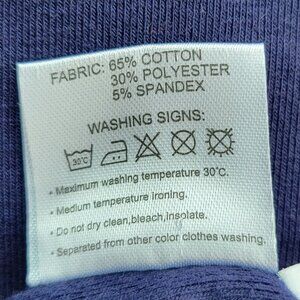 FABRIC: 65% COTTON
30% POLYESTER
5% SPANDEX
WASHING SIGNS:
30°C
• Maximum washing temperature 30°C.
• Medium temperature ironing.
• Do not dry clean,bleach,insolate.
• Separated from other color clothes washing.